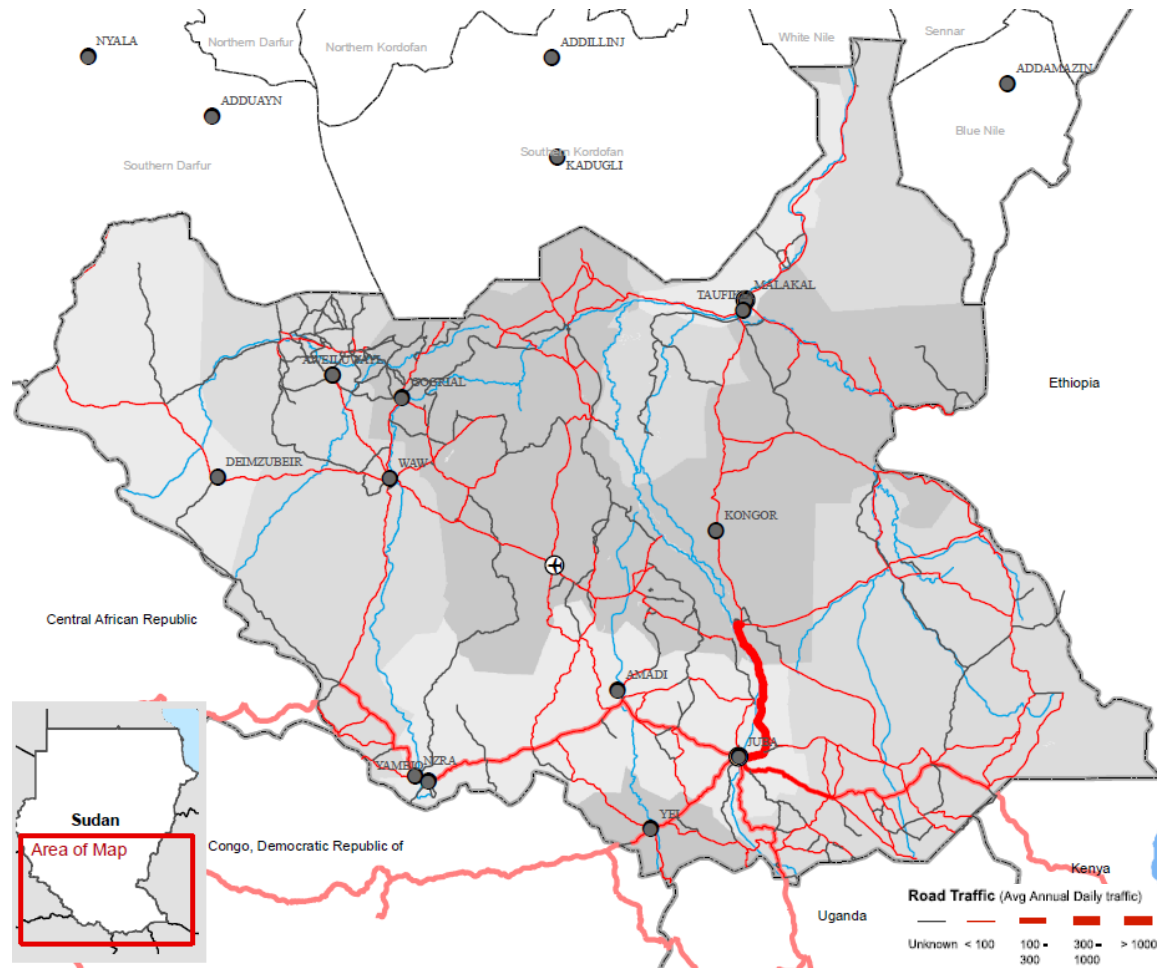 NYALA
Northern Darfur
Northern Kordofan
ADDILLINJ
White Nile
Sennar
ADDAMAZIN
ADDUAYN
Blue Nile
Southern Darfur
Southern Kordofan
KADUGLI
MALAKAL
Ethiopia
GOGRIAL
DEIMZUBEIR
WAW
KONGOR
Central African Republic
AMADI
JUBA
YAMBIO
NZRA
YEI
Sudan
Area of Map
Congo, Democratic Republic of
Kenya
Uganda
Road Traffic (Avg Annual Daily traffic)
Unknown < 100 100 - 300 300 - 1000 > 1000